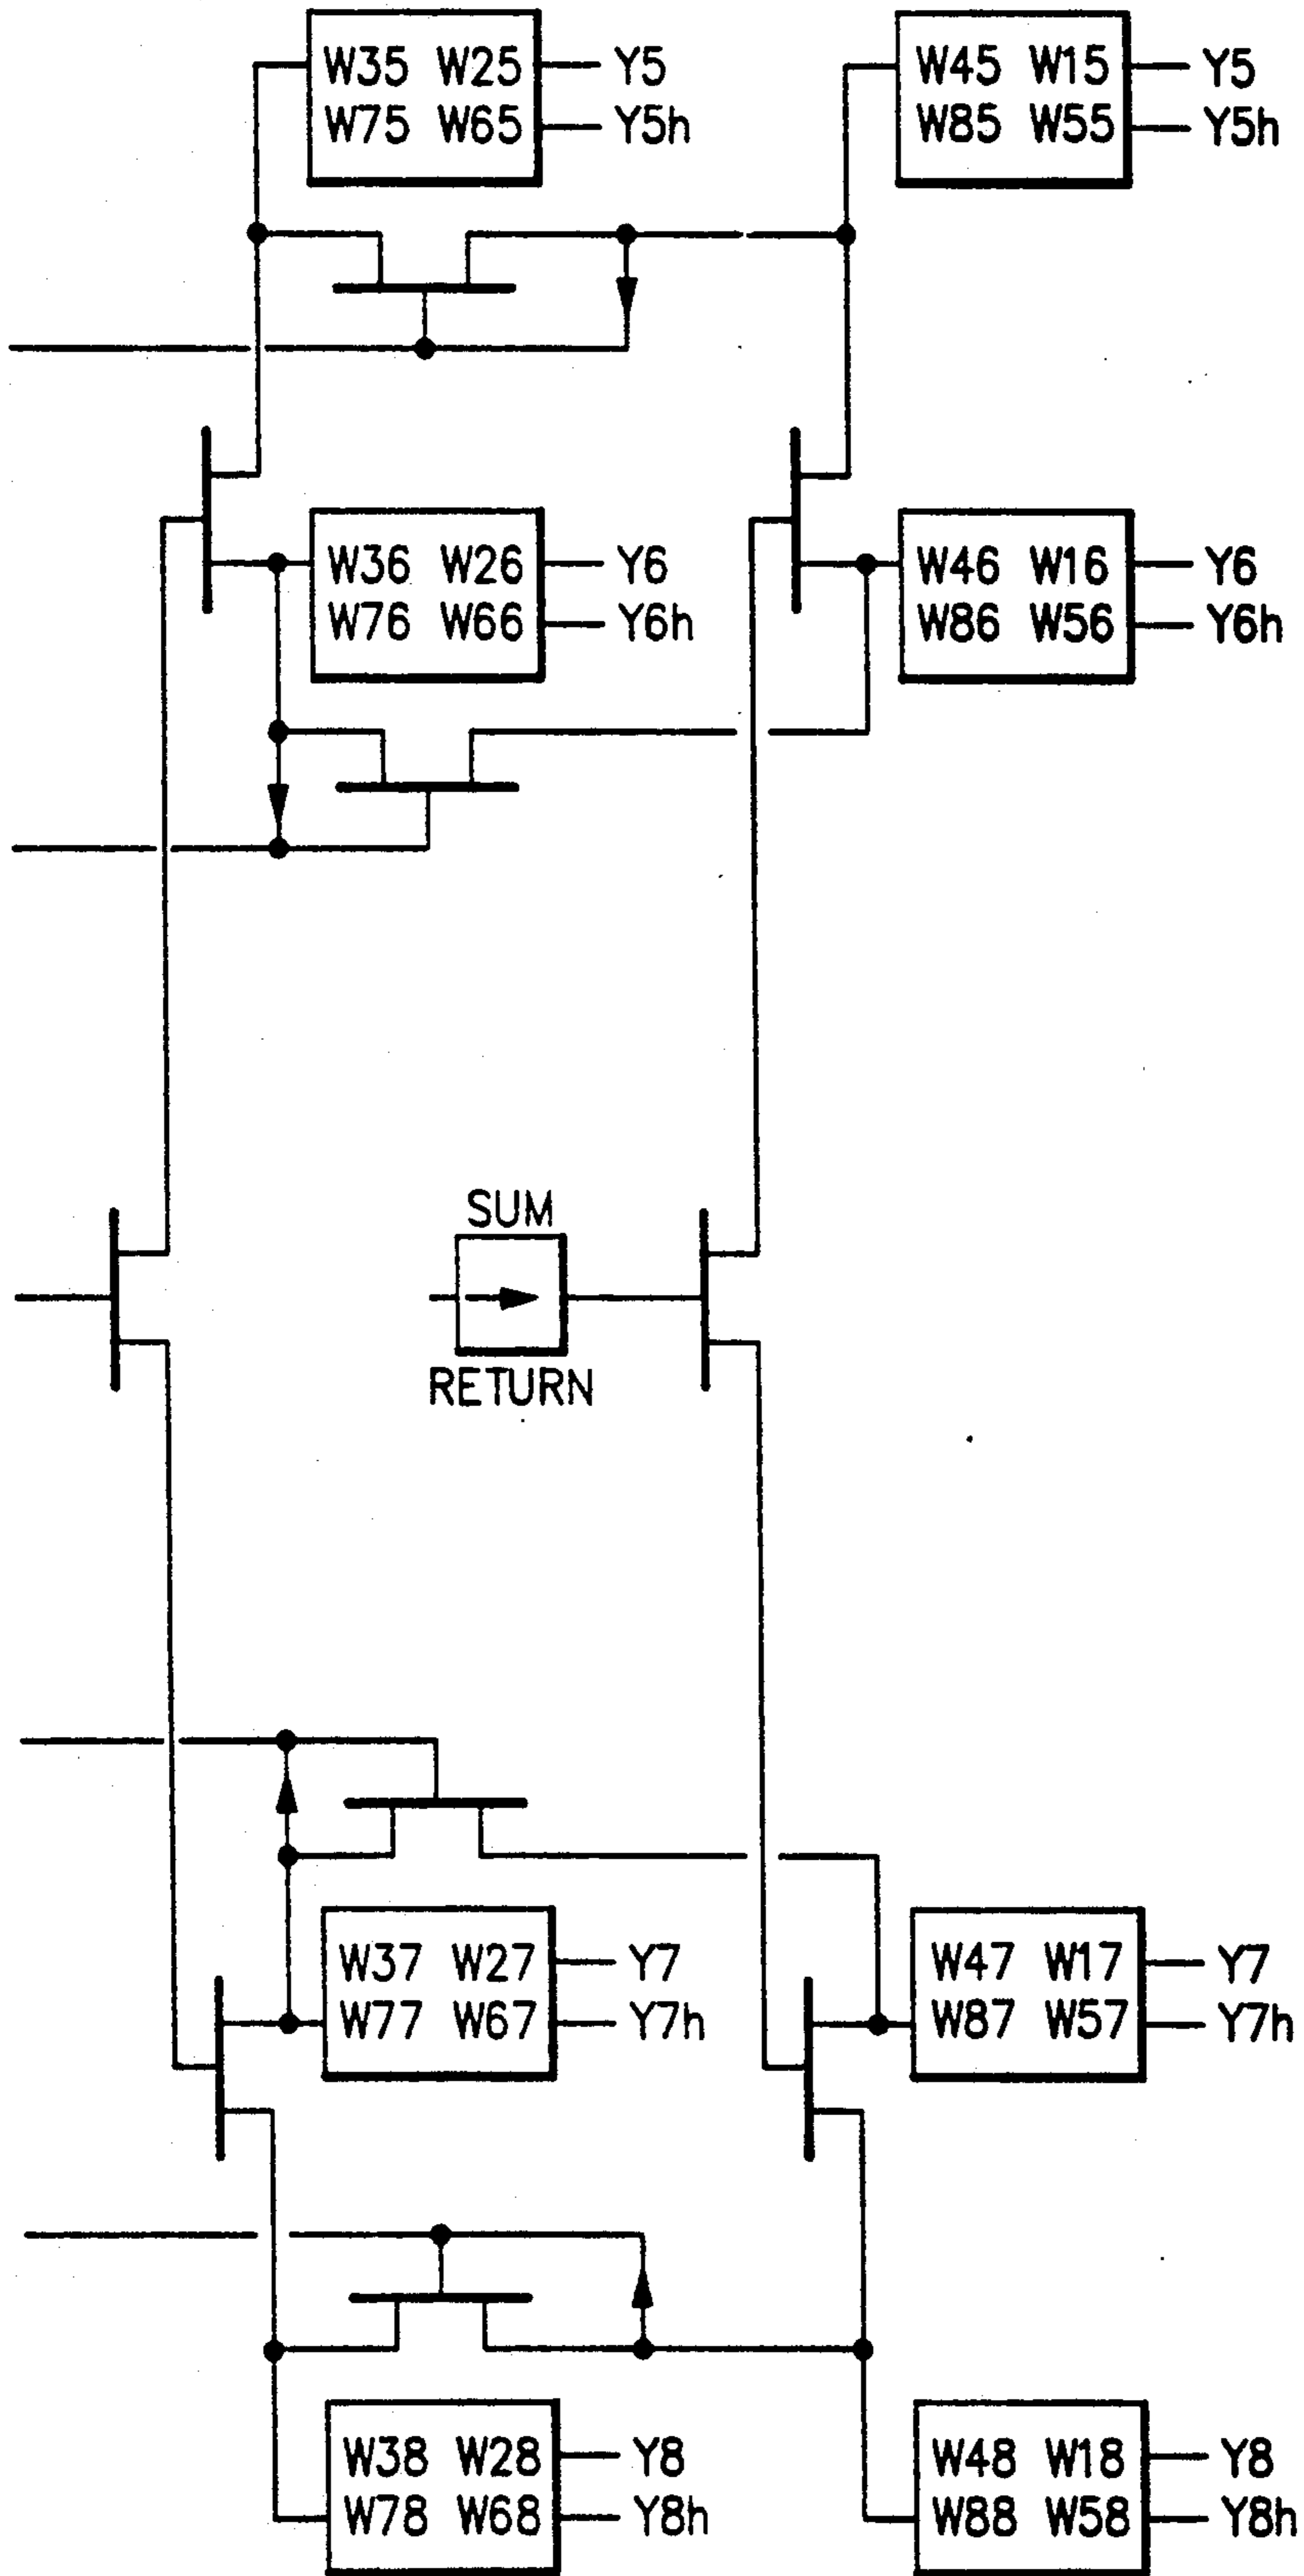 W35 W25 Y5
W75 W65 Y5h
W45 W15 Y5
W85 W55 Y5h
W36 W26 Y6
W76 W66 Y6h
W46 W16 Y6
W86 W56 Y6h
SUM
RETURN
W37 W27 Y7
W77 W67 Y7h
W47 W17 Y7
W87 W57 Y7h
W38 W28 Y8
W78 W68 Y8h
W48 W18 Y8
W88 W58 Y8h